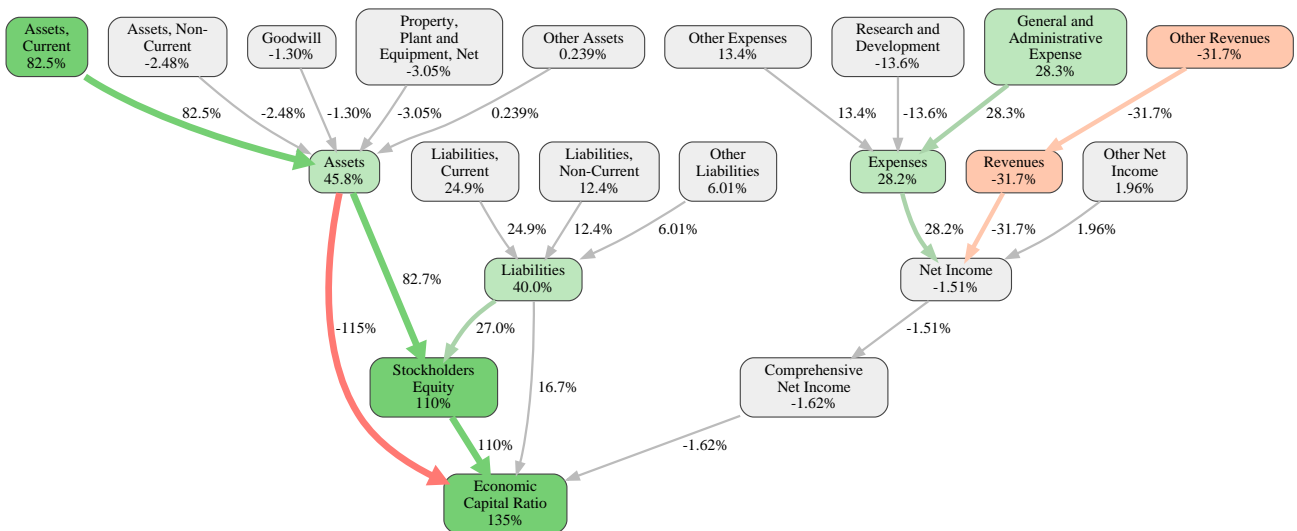 Assets,
Current
82.5%
Assets, Non-
Current
-2.48%
Goodwill
-1.30%
Property,
Plant and
Equipment, Net
-3.05%
Other Assets
0.239%
Other Expenses
13.4%
Research and
Development
-13.6%
General and
Administrative
Expense
28.3%
Other Revenues
-31.7%
82.5%
-2.48%
-1.30%
-3.05%
0.239%
13.4%
-13.6%
28.3%
-31.7%
Assets
45.8%
Liabilities,
Current
24.9%
Liabilities,
Non-Current
12.4%
Other
Liabilities
6.01%
Expenses
28.2%
Revenues
-31.7%
Other Net
Income
1.96%
24.9%
12.4%
6.01%
28.2%
-31.7%
1.96%
82.7%
Liabilities
40.0%
Net Income
-1.51%
-115%
27.0%
-1.51%
Stockholders
Equity
110%
16.7%
Comprehensive
Net Income
-1.62%
110%
-1.62%
Economic
Capital Ratio
135%